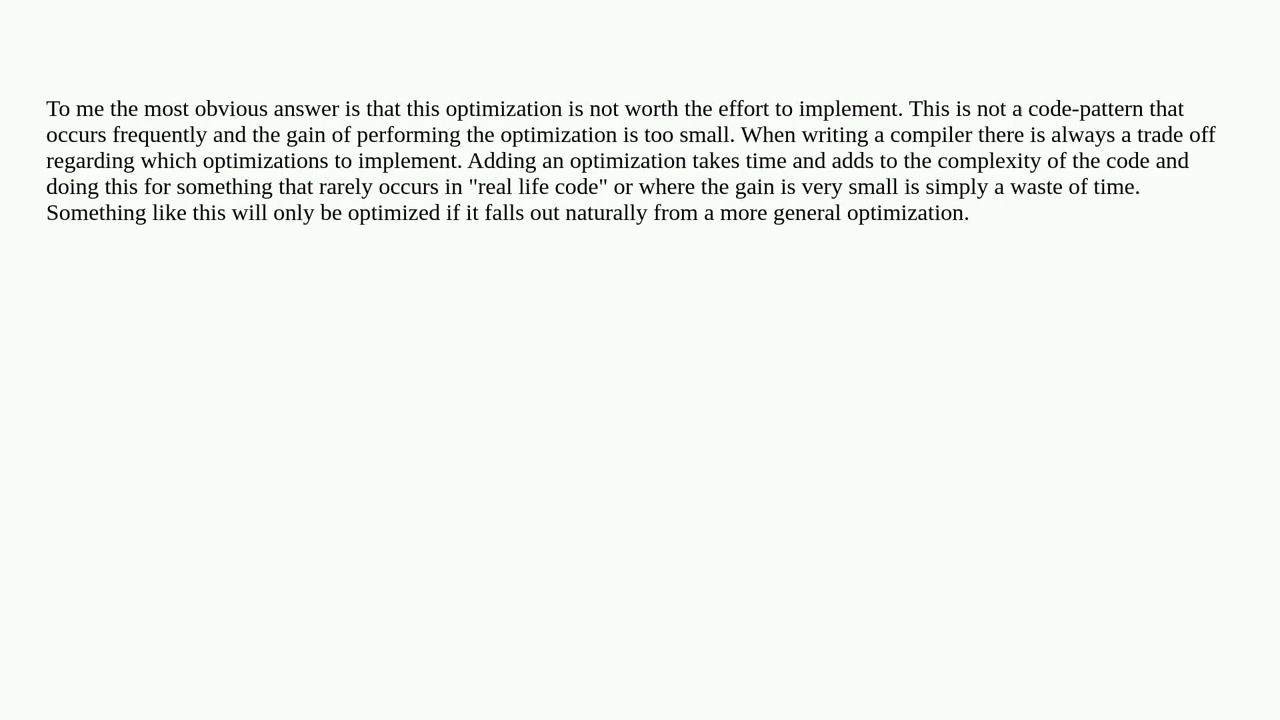 To me the most obvious answer is that this optimization is not worth the effort to implement. This is not a code-pattern that
occurs frequently and the gain of performing the optimization is too small. When writing a compiler there is always a trade off
regarding which optimizations to implement. Adding an optimization takes time and adds to the complexity of the code and
doing this for something that rarely occurs in "real life code" or where the gain is very small is simply a waste of time.
Something like this will only be optimized if it falls out naturally from a more general optimization.